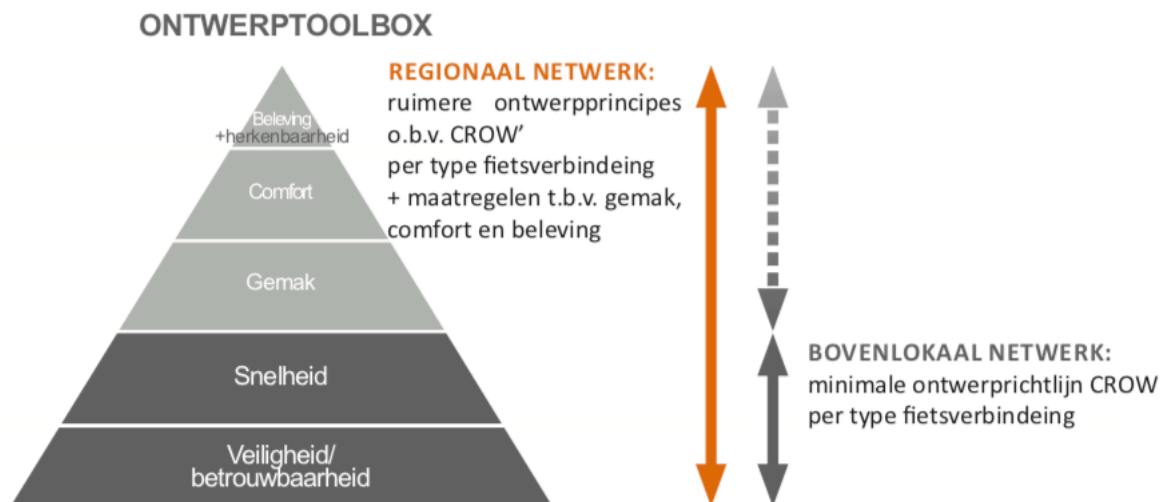 ONTWERPTOOLBOX
Beleving
+herkenbaarheid
Comfort
Gemak
Snelheid
Veiligheid/
betrouwbaarheid
REGIONAAL NETWERK:
ruimere ontwerpprincipes
o.b.v. CROW’
per type fietsverbindeing
+ maatregelen t.b.v. gemak,
comfort en beleving
BOVENLOKAAL NETWERK:
minimale ontwerprichtlijn CROW
per type fietsverbindeing